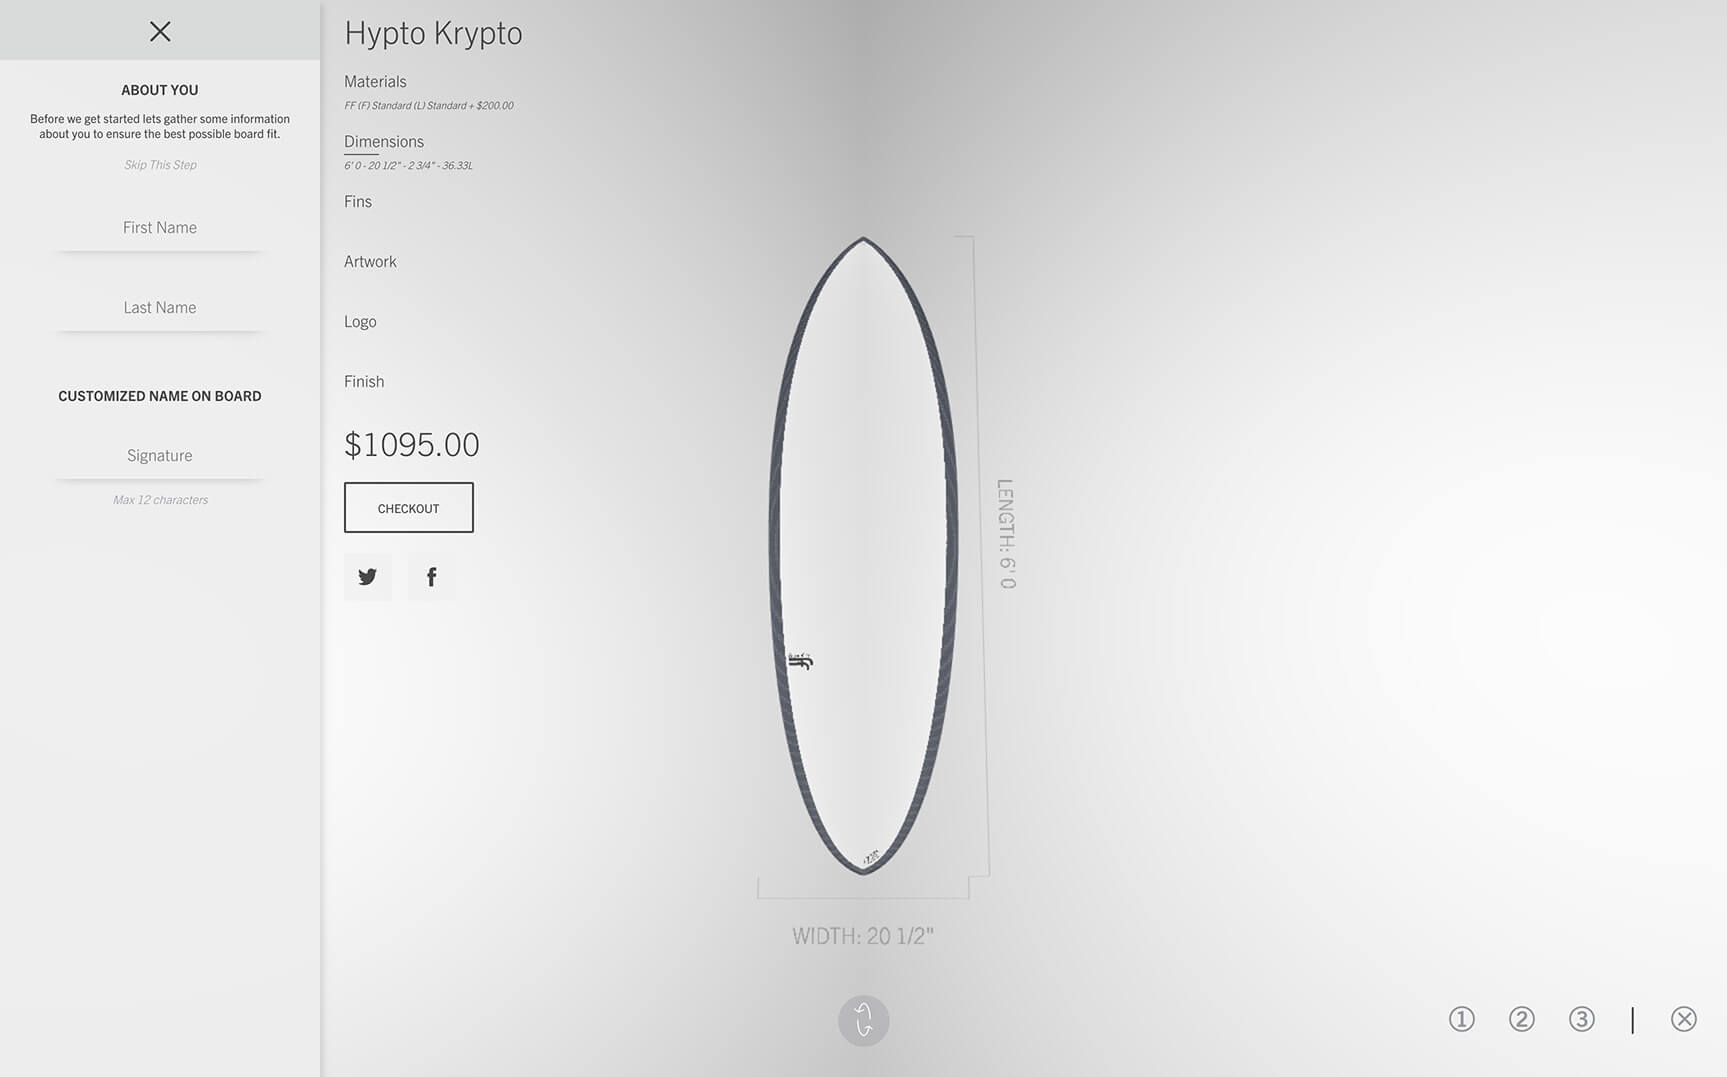 ABOUT YOU
Before we get started lets gather some information
about you to ensure the best possible board fit.
Skip This Step
First Name
Last Name
CUSTOMIZED NAME ON BOARD
Signature
Max 12 characters
Hypto Krypto
Materials
FF (F) Standard (L) Standard + $200.00
Dimensions
6' 0 - 20 1/2" - 2 3/4" - 36.33L
Fins
Artwork
Logo
Finish
$1095.00
CHECKOUT
LENGTH: 6' 0
WIDTH: 20 1/2"
1 2 3